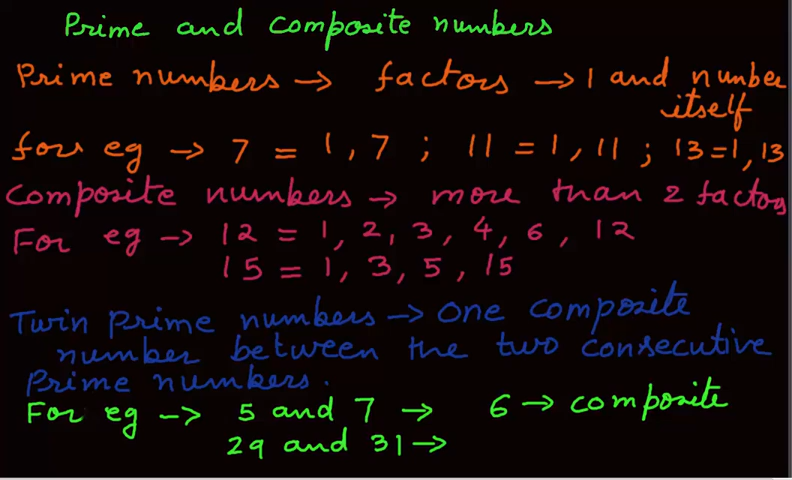 Prime and composite numbers
Prime numbers → factors → 1 and number
itself
for eg → 7 = 1, 7 ; 11 = 1, 11 ; 13 = 1, 13
Composite numbers → more than 2 factors
For eg → 12 = 1, 2, 3, 4, 6, 12
15 = 1, 3, 5, 15
Twin prime numbers → one composite
number between the two consecutive
Prime numbers.
For eg → 5 and 7 → 6 → composite
29 and 31 →